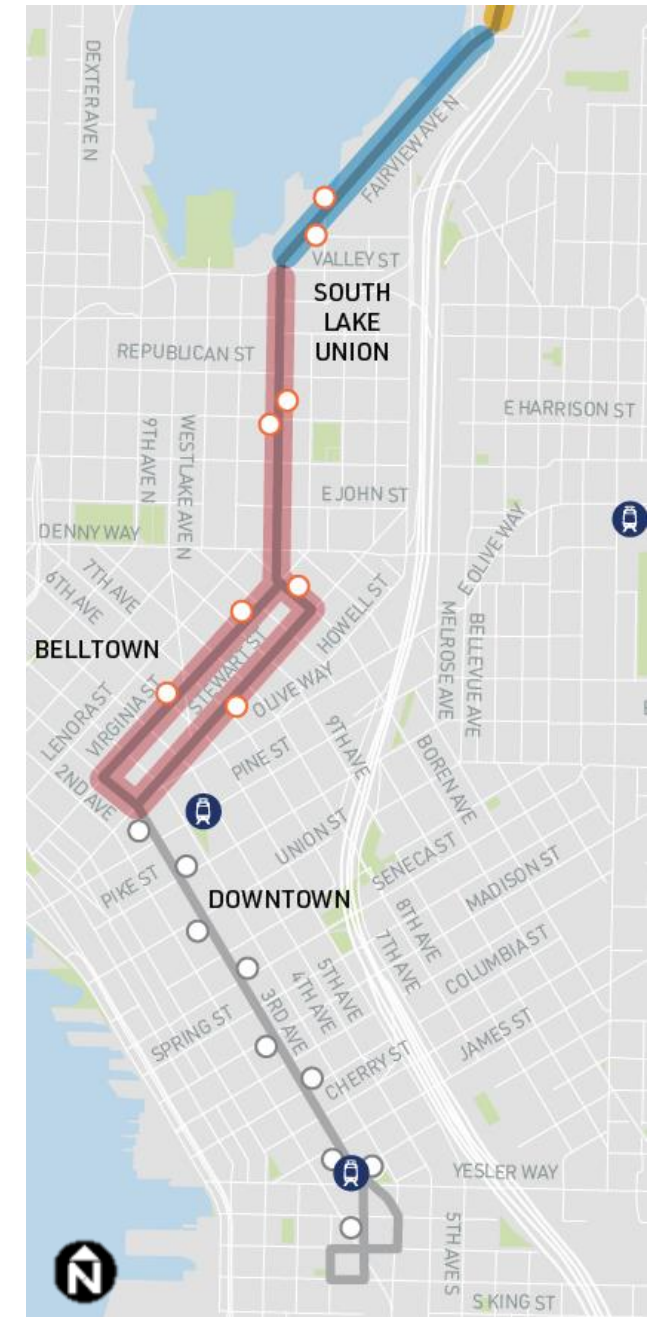 DEXTER AVE N
FAIRVIEW AVE N
VALLEY ST
SOUTH
LAKE
UNION
REPUBLICAN ST
E HARRISON ST
9TH AVE N
WESTLAKE AVE N
E JOHN ST
DENNY WAY
E OLIVE WAY
7TH AVE
6TH AVE
HOWELL ST
MELROSE AVE
BELLEVUE AVE
BELLTOWN
STEWART ST
LENORA ST
VIRGINIA ST
OLIVE WAY
2ND AVE
PINE ST
9TH AVE
BOREN AVE
UNION ST
PIKE ST
SENECA ST
MADISON ST
DOWNTOWN
8TH AVE
7TH AVE
COLUMBIA ST
5TH AVE
4TH AVE
3RD AVE
SPRING ST
JAMES ST
CHERRY ST
YESLER WAY
5TH AVE S
N
S KING ST